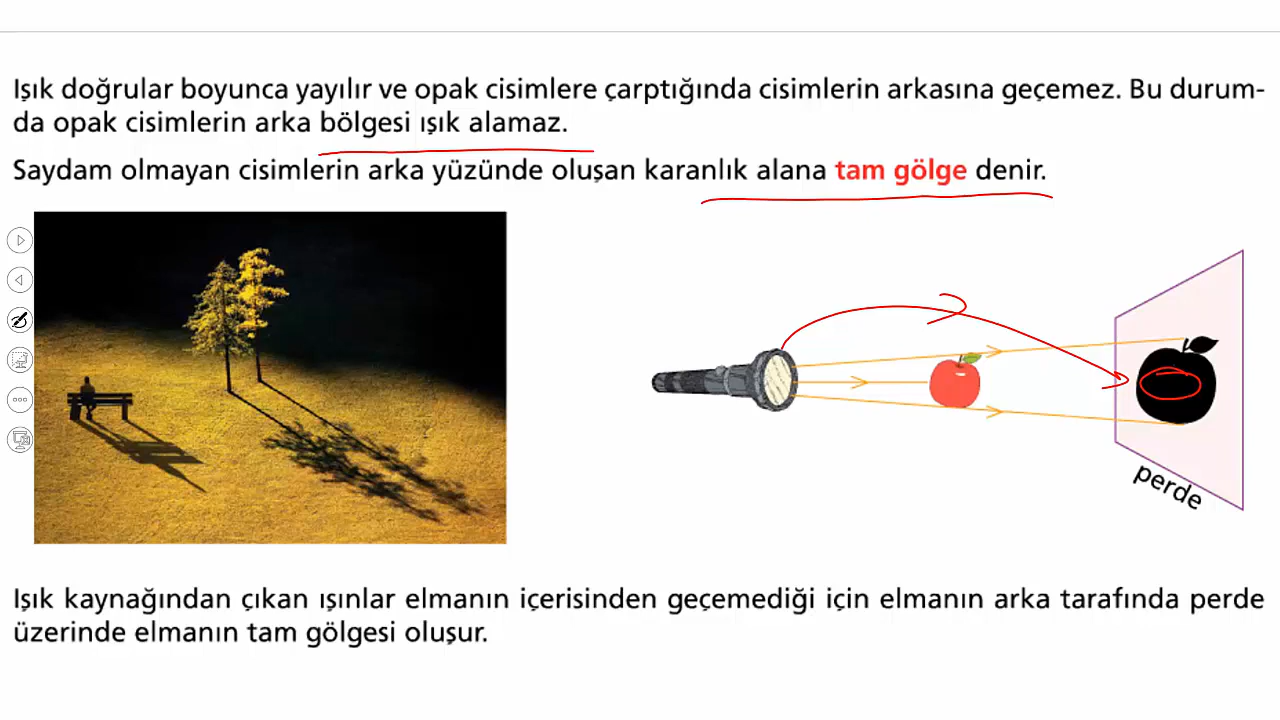 Işık doğrular boyunca yayılır ve opak cisimlere çarptığında cisimlerin arkasına geçemez. Bu durum-
da opak cisimlerin arka bölgesi ışık alamaz.
Saydam olmayan cisimlerin arka yüzünde oluşan karanlık alana tam gölge denir.
perde
Işık kaynağından çıkan ışınlar elmanın içerisinden geçemediği için elmanın arka tarafında perde
üzerinde elmanın tam gölgesi oluşur.